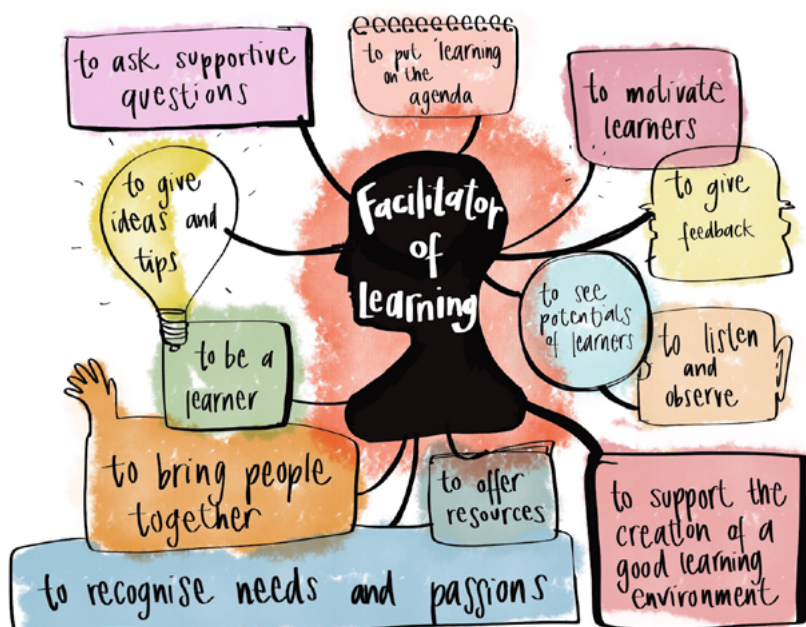 to ask supportive
questions
to put learning
on the
agenda
to motivate
learners
to give
ideas and
tips
Facilitator
of
learning
to give
feedback
to see
potentials
of learners
to listen
and
observe
to be a
learner
to bring people
together
to offer
resources
to support the
creation of a
good learning
environment
to recognise needs and passions